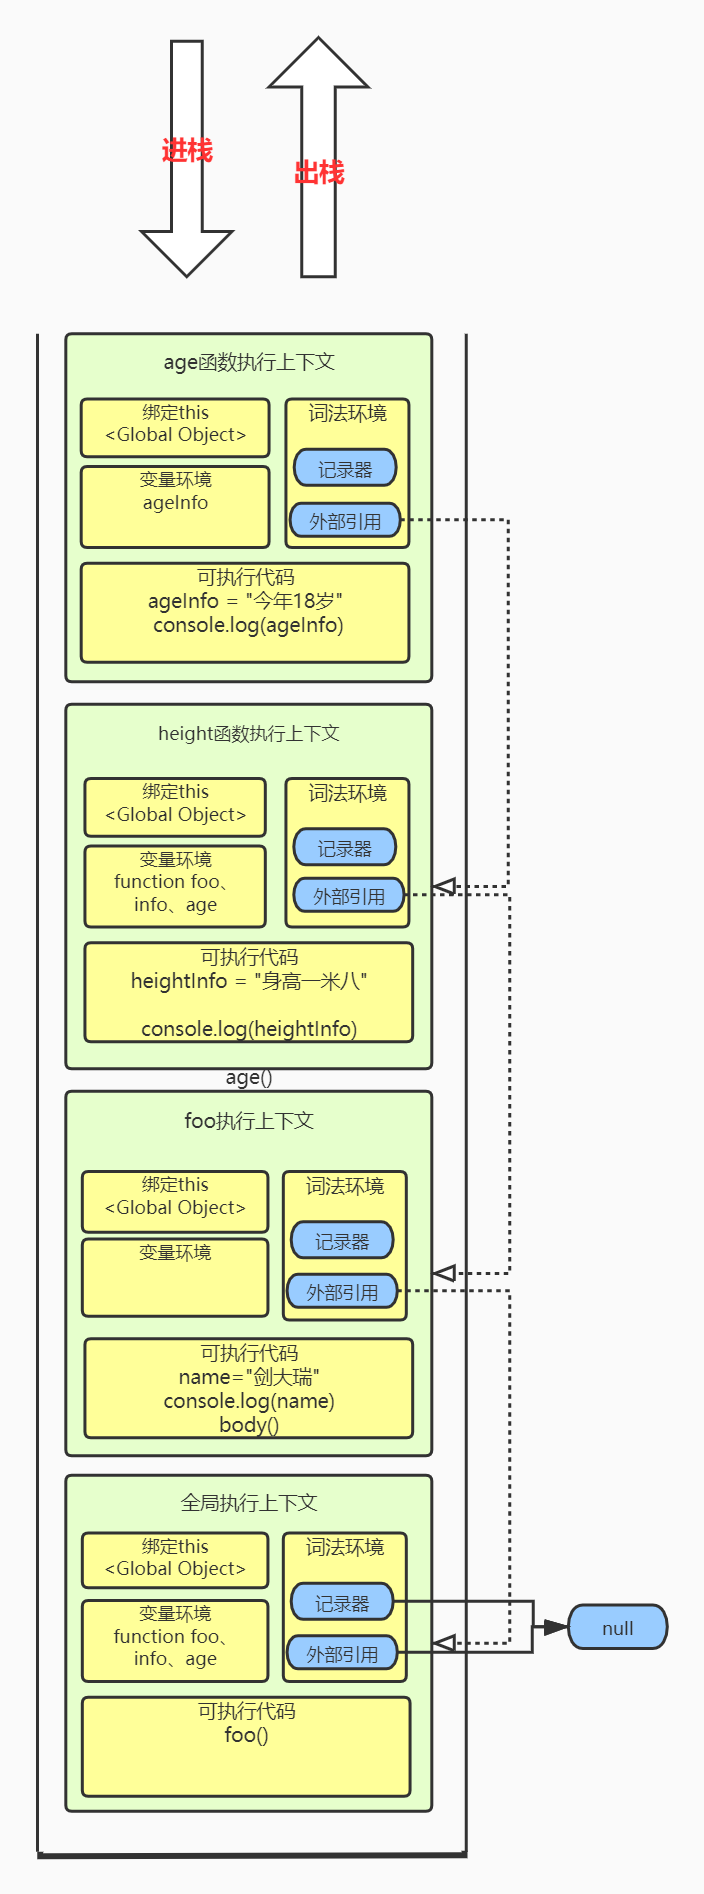 进栈
出栈
age函数执行上下文
绑定this
<Global Object>
词法环境
记录器
变量环境
ageInfo
外部引用
可执行代码
ageInfo = "今年18岁"
console.log(ageInfo)
height函数执行上下文
绑定this
<Global Object>
词法环境
记录器
变量环境
function foo、
info、age
外部引用
可执行代码
heightInfo = "身高一米八"
console.log(heightInfo)
age()
foo执行上下文
绑定this
<Global Object>
词法环境
记录器
变量环境
外部引用
可执行代码
name="剑大瑞"
console.log(name)
body()
全局执行上下文
绑定this
<Global Object>
词法环境
记录器
变量环境
function foo、
info、age
外部引用
null
可执行代码
foo()